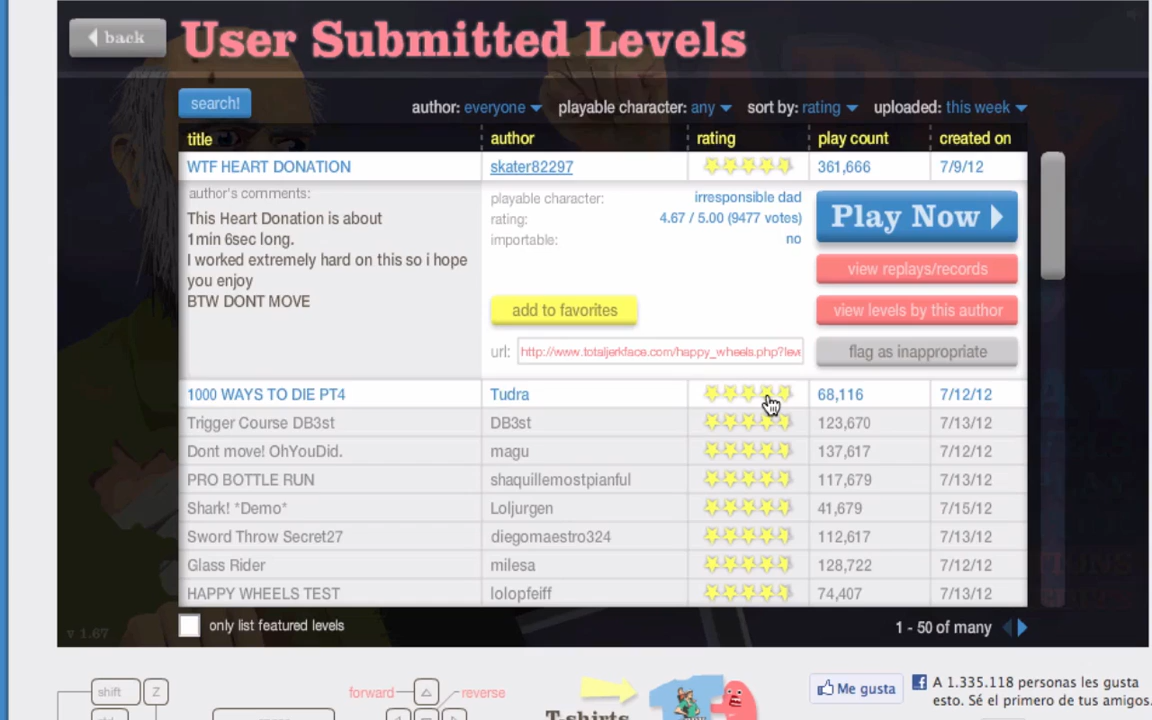 back
User Submitted Levels
search!
author: everyone playable character: any sort by: rating uploaded: this week
title author rating play count created on
WTF HEART DONATION skater82297 361,666 7/9/12
author's comments:
This Heart Donation is about
1min 6sec long.
I worked extremely hard on this so i hope
you enjoy
BTW DONT MOVE
playable character: irresponsible dad
rating: 4.67 / 5.00 (9477 votes)
importable: no
add to favorites
url: http://www.totaljerkface.com/happy_wheels.php?leve
Play Now
view replays/records
view levels by this author
flag as inappropriate
1000 WAYS TO DIE PT4 Tudra 68,116 7/12/12
Trigger Course DB3st DB3st 123,670 7/13/12
Dont move! OhYouDid. magu 137,617 7/12/12
PRO BOTTLE RUN shaquillemostpianful 117,679 7/13/12
Shark! *Demo* Loljurgen 41,679 7/15/12
Sword Throw Secret27 diegomaestro324 112,617 7/13/12
Glass Rider milesa 128,722 7/12/12
HAPPY WHEELS TEST lolopfeiff 74,407 7/13/12
only list featured levels
1 - 50 of many
v 1.67
shift Z
forward reverse
T-shirts
Me gusta
A 1.335.118 personas les gusta
esto. Sé el primero de tus amigos.